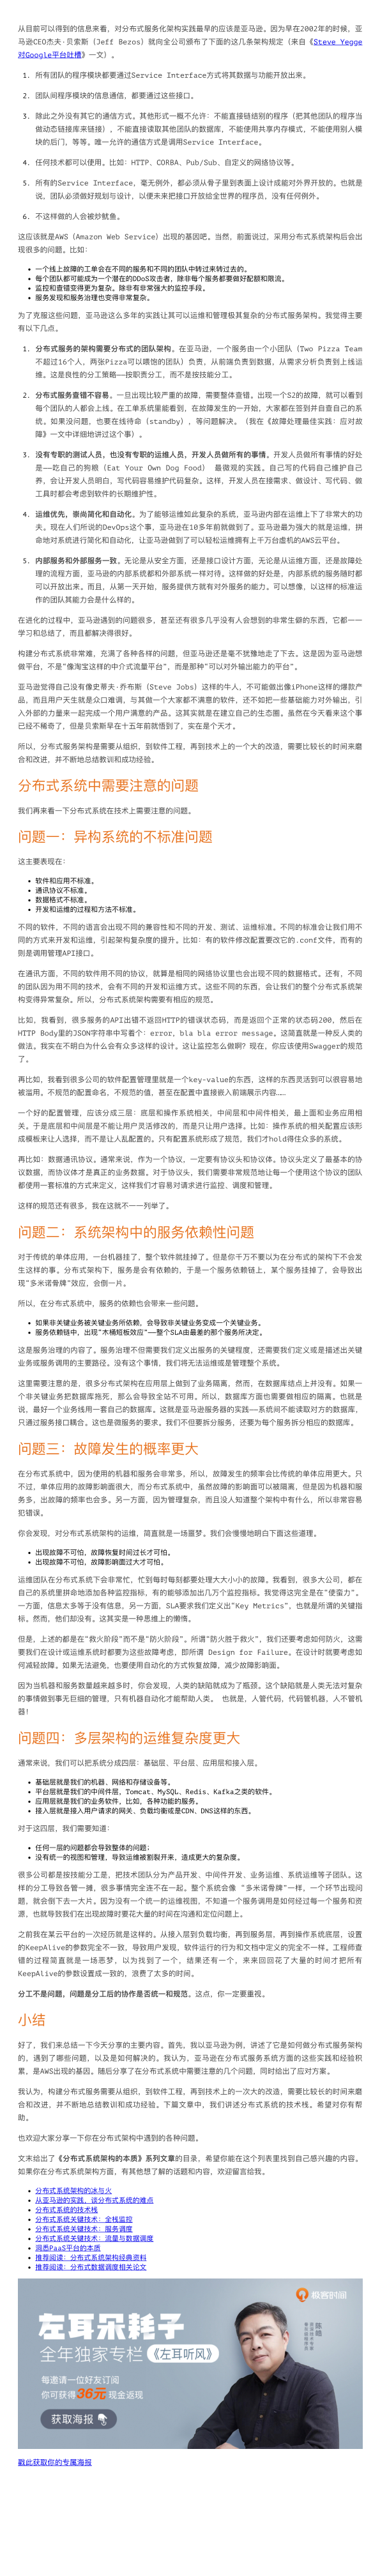 从目前可以得到的信息来看，对分布式服务化架构实践最早的应该是亚马逊。因为早在2002年的时候，亚
马逊CEO杰夫·贝索斯（Jeff Bezos）就向全公司颁布了下面的这几条架构规定（来自《Steve Yegge
对Google平台吐槽》一文）。
1. 所有团队的程序模块都要通过Service Interface方式将其数据与功能开放出来。
2. 团队间程序模块的信息通信，都要通过这些接口。
3. 除此之外没有其它的通信方式。其他形式一概不允许：不能直接链结别的程序（把其他团队的程序当
做动态链接库来链接），不能直接读取其他团队的数据库，不能使用共享内存模式，不能使用别人模
块的后门，等等。唯一允许的通信方式是调用Service Interface。
4. 任何技术都可以使用。比如：HTTP、CORBA、Pub/Sub、自定义的网络协议等。
5. 所有的Service Interface，毫无例外，都必须从骨子里到表面上设计成能对外界开放的。也就是
说，团队必须做好规划与设计，以便未来把接口开放给全世界的程序员，没有任何例外。
6. 不这样做的人会被炒鱿鱼。
这应该就是AWS（Amazon Web Service）出现的基因吧。当然，前面说过，采用分布式系统架构后会出
现很多的问题。比如：
• 一个线上故障的工单会在不同的服务和不同的团队中转过来转过去的。
• 每个团队都可能成为一个潜在的DDoS攻击者，除非每个服务都要做好配额和限流。
• 监控和查错变得更为复杂。除非有非常强大的监控手段。
• 服务发现和服务治理也变得非常复杂。
为了克服这些问题，亚马逊这么多年的实践让其可以运维和管理极其复杂的分布式服务架构。我觉得主要
有以下几点。
1. 分布式服务的架构需要分布式的团队架构。在亚马逊，一个服务由一个小团队（Two Pizza Team
不超过16个人，两张Pizza可以喂饱的团队）负责，从前端负责到数据，从需求分析负责到上线运
维。这是良性的分工策略——按职责分工，而不是按技能分工。
2. 分布式服务查错不容易。一旦出现比较严重的故障，需要整体查错。出现一个S2的故障，就可以看到
每个团队的人都会上线。在工单系统里能看到，在故障发生的一开始，大家都在签到并自查自己的系
统。如果没问题，也要在线待命（standby），等问题解决。（我在《故障处理最佳实践：应对故
障》一文中详细地讲过这个事）。
3. 没有专职的测试人员，也没有专职的运维人员，开发人员做所有的事情。开发人员做所有事情的好处
是——吃自己的狗粮（Eat Your Own Dog Food） 最微观的实践。自己写的代码自己维护自己
养，会让开发人员明白，写代码容易维护代码复杂。这样，开发人员在接需求、做设计、写代码、做
工具时都会考虑到软件的长期维护性。
4. 运维优先，崇尚简化和自动化。为了能够运维如此复杂的系统，亚马逊内部在运维上下了非常大的功
夫。现在人们所说的DevOps这个事，亚马逊在10多年前就做到了。亚马逊最为强大的就是运维，拼
命地对系统进行简化和自动化，让亚马逊做到了可以轻松运维拥有上千万台虚机的AWS云平台。
5. 内部服务和外部服务一致。无论是从安全方面，还是接口设计方面，无论是从运维方面，还是故障处
理的流程方面，亚马逊的内部系统都和外部系统一样对待。这样做的好处是，内部系统的服务随时都
可以开放出来。而且，从第一天开始，服务提供方就有对外服务的能力。可以想像，以这样的标准运
作的团队其能力会是什么样的。
在进化的过程中，亚马逊遇到的问题很多，甚至还有很多几乎没有人会想到的非常生僻的东西，它都一一
学习和总结了，而且都解决得很好。
构建分布式系统非常难，充满了各种各样的问题，但亚马逊还是毫不犹豫地走了下去。这是因为亚马逊想
做平台，不是“像淘宝这样的中介式流量平台”，而是那种“可以对外输出能力的平台”。
亚马逊觉得自己没有像史蒂夫·乔布斯（Steve Jobs）这样的牛人，不可能做出像iPhone这样的爆款产
品，而且用户天生就是众口难调，与其做一个大家都不满意的软件，还不如把一些基础能力对外输出，引
入外部的力量来一起完成一个用户满意的产品。这其实就是在建立自己的生态圈。虽然在今天看来这个事
已经不稀奇了，但是贝索斯早在十五年前就悟到了，实在是个天才。
所以，分布式服务架构是需要从组织，到软件工程，再到技术上的一个大的改造，需要比较长的时间来磨
合和改进，并不断地总结教训和成功经验。
分布式系统中需要注意的问题
我们再来看一下分布式系统在技术上需要注意的问题。
问题一：异构系统的不标准问题
这主要表现在：
• 软件和应用不标准。
• 通讯协议不标准。
• 数据格式不标准。
• 开发和运维的过程和方法不标准。
不同的软件，不同的语言会出现不同的兼容性和不同的开发、测试、运维标准。不同的标准会让我们用不
同的方式来开发和运维，引起架构复杂度的提升。比如：有的软件修改配置要改它的.conf文件，而有的
则是调用管理API接口。
在通讯方面，不同的软件用不同的协议，就算是相同的网络协议里也会出现不同的数据格式。还有，不同
的团队因为用不同的技术，会有不同的开发和运维方式。这些不同的东西，会让我们的整个分布式系统架
构变得异常复杂。所以，分布式系统架构需要有相应的规范。
比如，我看到，很多服务的API出错不返回HTTP的错误状态码，而是返回个正常的状态码200，然后在
HTTP Body里的JSON字符串中写着个：error，bla bla error message。这简直就是一种反人类的
做法。我实在不明白为什么会有众多这样的设计。这让监控怎么做啊？现在，你应该使用Swagger的规范
了。
再比如，我看到很多公司的软件配置管理里就是一个key-value的东西，这样的东西灵活到可以很容易地
被滥用。不规范的配置命名，不规范的值，甚至在配置中直接嵌入前端展示内容……
一个好的配置管理，应该分成三层：底层和操作系统相关，中间层和中间件相关，最上面和业务应用相
关。于是底层和中间层是不能让用户灵活修改的，而是只让用户选择。比如：操作系统的相关配置应该形
成模板来让人选择，而不是让人乱配置的。只有配置系统形成了规范，我们才hold得住众多的系统。
再比如：数据通讯协议。通常来说，作为一个协议，一定要有协议头和协议体。协议头定义了最基本的协
议数据，而协议体才是真正的业务数据。对于协议头，我们需要非常规范地让每一个使用这个协议的团队
都使用一套标准的方式来定义，这样我们才容易对请求进行监控、调度和管理。
这样的规范还有很多，我在这就不一一列举了。
问题二：系统架构中的服务依赖性问题
对于传统的单体应用，一台机器挂了，整个软件就挂掉了。但是你千万不要以为在分布式的架构下不会发
生这样的事。分布式架构下，服务是会有依赖的，于是一个服务依赖链上，某个服务挂掉了，会导致出
现“多米诺骨牌”效应，会倒一片。
所以，在分布式系统中，服务的依赖也会带来一些问题。
• 如果非关键业务被关键业务所依赖，会导致非关键业务变成一个关键业务。
• 服务依赖链中，出现“木桶短板效应”——整个SLA由最差的那个服务所决定。
这是服务治理的内容了。服务治理不但需要我们定义出服务的关键程度，还需要我们定义或是描述出关键
业务或服务调用的主要路径。没有这个事情，我们将无法运维或是管理整个系统。
这里需要注意的是，很多分布式架构在应用层上做到了业务隔离，然而，在数据库结点上并没有。如果一
个非关键业务把数据库拖死，那么会导致全站不可用。所以，数据库方面也需要做相应的隔离。也就是
说，最好一个业务线用一套自己的数据库。这就是亚马逊服务器的实践——系统间不能读取对方的数据库，
只通过服务接口耦合。这也是微服务的要求。我们不但要拆分服务，还要为每个服务拆分相应的数据库。
问题三：故障发生的概率更大
在分布式系统中，因为使用的机器和服务会非常多，所以，故障发生的频率会比传统的单体应用更大。只
不过，单体应用的故障影响面很大，而分布式系统中，虽然故障的影响面可以被隔离，但是因为机器和服
务多，出故障的频率也会多。另一方面，因为管理复杂，而且没人知道整个架构中有什么，所以非常容易
犯错误。
你会发现，对分布式系统架构的运维，简直就是一场噩梦。我们会慢慢地明白下面这些道理。
• 出现故障不可怕，故障恢复时间过长才可怕。
• 出现故障不可怕，故障影响面过大才可怕。
运维团队在分布式系统下会非常忙，忙到每时每刻都要处理大大小小的故障。我看到，很多大公司，都在
自己的系统里拼命地添加各种监控指标，有的能够添加出几万个监控指标。我觉得这完全是在“使蛮力”。
一方面，信息太多等于没有信息，另一方面，SLA要求我们定义出“Key Metrics”，也就是所谓的关键指
标。然而，他们却没有。这其实是一种思维上的懒惰。
但是，上述的都是在“救火阶段”而不是“防火阶段”。所谓“防火胜于救火”，我们还要考虑如何防火，这需
要我们在设计或运维系统时都要为这些故障考虑，即所谓 Design for Failure。在设计时就要考虑如
何减轻故障。如果无法避免，也要使用自动化的方式恢复故障，减少故障影响面。
因为当机器和服务数量越来越多时，你会发现，人类的缺陷就成为了瓶颈。这个缺陷就是人类无法对复杂
的事情做到事无巨细的管理，只有机器自动化才能帮助人类。 也就是，人管代码，代码管机器，人不管机
器！
问题四：多层架构的运维复杂度更大
通常来说，我们可以把系统分成四层：基础层、平台层、应用层和接入层。
• 基础层就是我们的机器、网络和存储设备等。
• 平台层就是我们的中间件层，Tomcat、MySQL、Redis、Kafka之类的软件。
• 应用层就是我们的业务软件，比如，各种功能的服务。
• 接入层就是接入用户请求的网关、负载均衡或是CDN、DNS这样的东西。
对于这四层，我们需要知道：
• 任何一层的问题都会导致整体的问题；
• 没有统一的视图和管理，导致运维被割裂开来，造成更大的复杂度。
很多公司都是按技能分工是，把技术团队分为产品开发、中间件开发、业务运维、系统运维等子团队。这
样的分工导致各管一摊，很多事情完全连不在一起。整个系统会像 “多米诺骨牌”一样，一个环节出现问
题，就会倒下去一大片。因为没有一个统一的运维视图，不知道一个服务调用是如何经过每一个服务和资
源，也就导致我们在出现故障时要花大量的时间在沟通和定位问题上。
之前我在某云平台的一次经历就是这样的。从接入层到负载均衡，再到服务层，再到操作系统底层，设置
的KeepAlive的参数完全不一致，导致用户发现，软件运行的行为和文档中定义的完全不一样。工程师查
错的过程简直就是一场恶梦，以为找到了一个，结果还有一个，来来回回花了大量的时间才把所有
KeepAlive的参数设置成一致的，浪费了太多的时间。
分工不是问题，问题是分工后的协作是否统一和规范。这点，你一定要重视。
小结
好了，我们来总结一下今天分享的主要内容。首先，我以亚马逊为例，讲述了它是如何做分布式服务架构
的，遇到了哪些问题，以及是如何解决的。我认为，亚马逊在分布式服务系统方面的这些实践和经验积
累，是AWS出现的基因。随后分享了在分布式系统中需要注意的几个问题，同时给出了应对方案。
我认为，构建分布式服务需要从组织，到软件工程，再到技术上的一次大的改造，需要比较长的时间来磨
合和改进，并不断地总结教训和成功经验。下篇文章中，我们讲述分布式系统的技术栈。希望对你有帮
助。
也欢迎大家分享一下你在分布式架构中遇到的各种问题。
文末给出了《分布式系统架构的本质》系列文章的目录，希望你能在这个列表里找到自己感兴趣的内容。
如果你在分布式系统架构方面，有其他想了解的话题和内容，欢迎留言给我。
• 分布式系统架构的冰与火
• 从亚马逊的实践，谈分布式系统的难点
• 分布式系统的技术栈
• 分布式系统关键技术：全栈监控
• 分布式系统关键技术：服务调度
• 分布式系统关键技术：流量与数据调度
• 洞悉PaaS平台的本质
• 推荐阅读：分布式系统架构经典资料
• 推荐阅读：分布式数据调度相关论文
极客时间
左耳朵耗子
全年独家专栏《左耳听风》
每邀请一位好友订阅
你可获得36元 现金返现
获取海报
陈皓
戳此获取你的专属海报